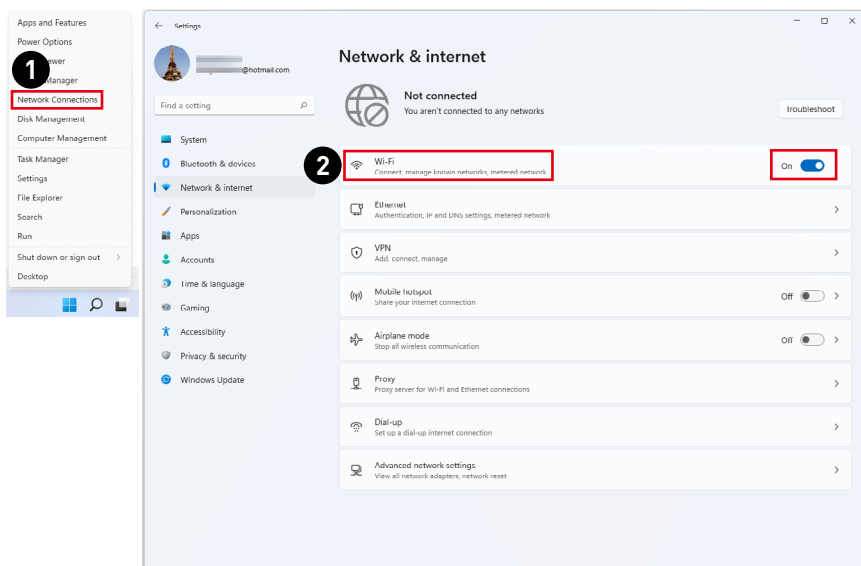 Apps and Features
Power Options
ewer
1
Manager
Network Connections
Disk Management
Computer Management
Task Manager
Settings
File Explorer
Search
Run
Shut down or sign out
Desktop
Settings
@hotmail.com
Find a setting
System
Bluetooth & devices
Network & internet
Personalization
Apps
Accounts
Time & language
Gaming
Accessibility
Privacy & security
Windows Update
Network & internet
Not connected
You aren't connected to any networks
Troubleshoot
2
Wi-Fi
Connect, manage known networks, metered network
On
Ethernet
Authentication, IP and DNS settings, metered network
VPN
Add, connect, manage
Mobile hotspot
Share your internet connection
Off
Airplane mode
Stop all wireless communication
Off
Proxy
Proxy server for Wi-Fi and Ethernet connections
Dial-up
Set up a dial-up internet connection
Advanced network settings
View all network adapters, network reset